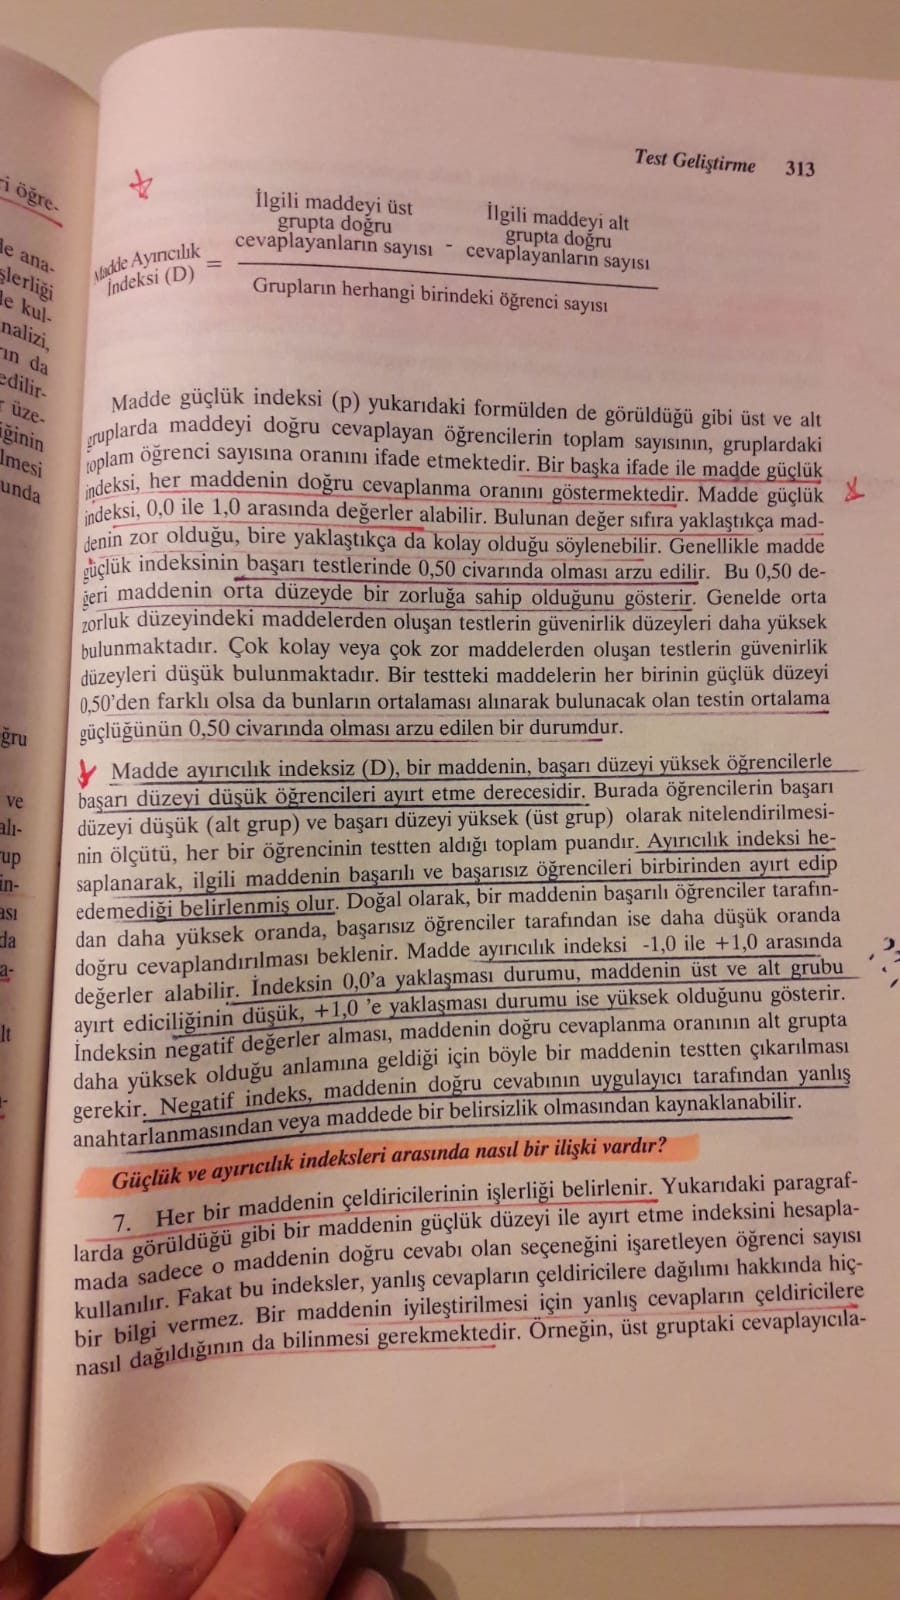 Test Geliştirme 313
İlgili maddeyi üst
grupta doğru
cevaplayanların sayısı
-
İlgili maddeyi alt
grupta doğru
cevaplayanların sayısı
Madde Ayırıcılık
İndeksi (D)
=
Grupların herhangi birindeki öğrenci sayısı
Madde güçlük indeksi (p) yukarıdaki formülden de görüldüğü gibi üst ve alt
gruplarda maddeyi doğru cevaplayan öğrencilerin toplam sayısının, gruplardaki
toplam öğrenci sayısına oranını ifade etmektedir. Bir başka ifade ile madde güçlük
indeksi, her maddenin doğru cevaplanma oranını göstermektedir. Madde güçlük
indeksi, 0,0 ile 1,0 arasında değerler alabilir. Bulunan değer sıfıra yaklaştıkça mad-
denin zor olduğu, bire yaklaştıkça da kolay olduğu söylenebilir. Genellikle madde
güçlük indeksinin başarı testlerinde 0,50 civarında olması arzu edilir. Bu 0,50 de-
ğeri maddenin orta düzeyde bir zorluğa sahip olduğunu gösterir. Genelde orta
zorluk düzeyindeki maddelerden oluşan testlerin güvenirlik düzeyleri daha yüksek
bulunmaktadır. Çok kolay veya çok zor maddelerden oluşan testlerin güvenirlik
düzeyleri düşük bulunmaktadır. Bir testteki maddelerin her birinin güçlük düzeyi
0,50'den farklı olsa da bunların ortalaması alınarak bulunacak olan testin ortalama
güçlüğünün 0,50 civarında olması arzu edilen bir durumdur.
Madde ayırıcılık indeksiz (D), bir maddenin, başarı düzeyi yüksek öğrencilerle
başarı düzeyi düşük öğrencileri ayırt etme derecesidir. Burada öğrencilerin başarı
düzeyi düşük (alt grup) ve başarı düzeyi yüksek (üst grup) olarak nitelendirilmesi-
nin ölçütü, her bir öğrencinin testten aldığı toplam puandır. Ayırıcılık indeksi he-
saplanarak, ilgili maddenin başarılı ve başarısız öğrencileri birbirinden ayırt edip
edemediği belirlenmiş olur. Doğal olarak, bir maddenin başarılı öğrenciler tarafın-
dan daha yüksek oranda, başarısız öğrenciler tarafından ise daha düşük oranda
doğru cevaplandırılması beklenir. Madde ayırıcılık indeksi -1,0 ile +1,0 arasında
değerler alabilir. İndeksin 0,0'a yaklaşması durumu, maddenin üst ve alt grubu
ayırt ediciliğinin düşük, +1,0 'e yaklaşması durumu ise yüksek olduğunu gösterir.
İndeksin negatif değerler alması, maddenin doğru cevaplanma oranının alt grupta
daha yüksek olduğu anlamına geldiği için böyle bir maddenin testten çıkarılması
gerekir. Negatif indeks, maddenin doğru cevabının uygulayıcı tarafından yanlış
anahtarlanmasından veya maddede bir belirsizlik olmasından kaynaklanabilir.
Güçlük ve ayırıcılık indeksleri arasında nasıl bir ilişki vardır?
7. Her bir maddenin çeldiricilerinin işlerliği belirlenir. Yukarıdaki paragraf-
larda görüldüğü gibi bir maddenin güçlük düzeyi ile ayırt etme indeksini hesapla-
mada sadece o maddenin doğru cevabı olan seçeneğini işaretleyen öğrenci sayısı
kullanılır. Fakat bu indeksler, yanlış cevapların çeldiricilere dağılımı hakkında hiç-
bir bilgi vermez. Bir maddenin iyileştirilmesi için yanlış cevapların çeldiricilere
nasıl dağıldığının da bilinmesi gerekmektedir. Örneğin, üst gruptaki cevaplayıcıla-